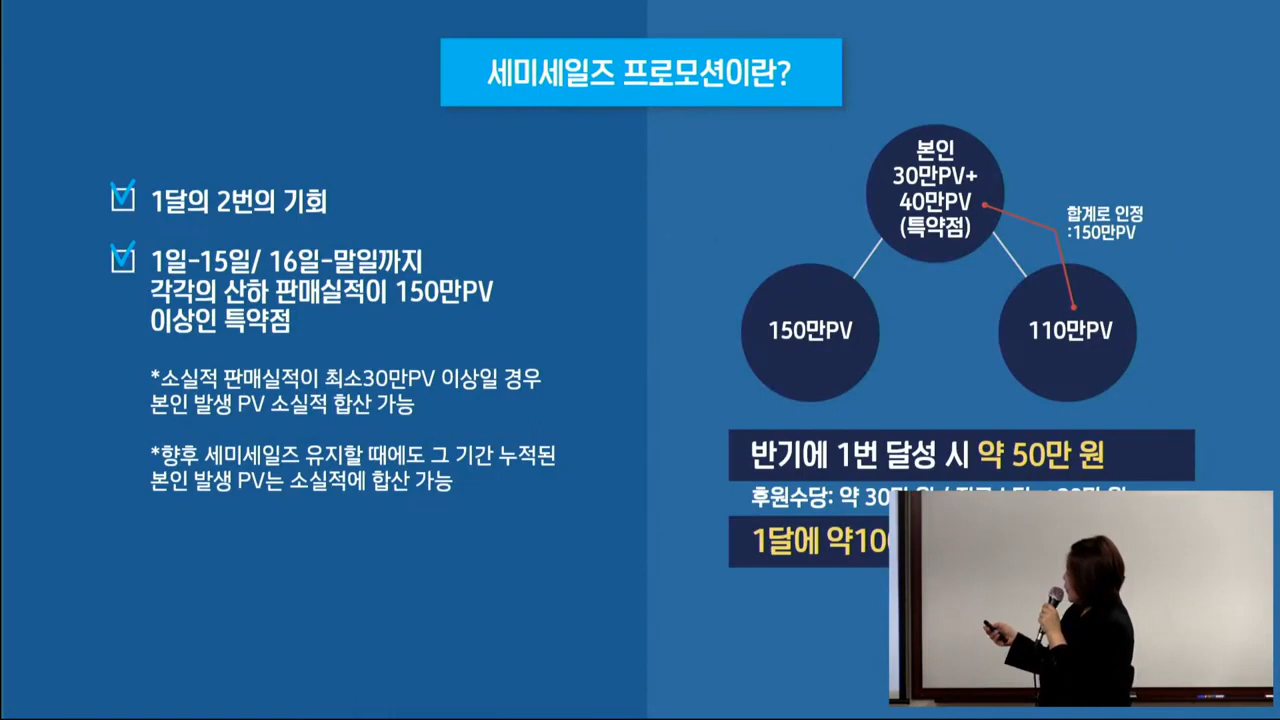 세미세일즈 프로모션이란?
1달의 2번의 기회
1일-15일/ 16일-말일까지
각각의 산하 판매실적이 150만PV
이상인 특약점
*소실적 판매실적이 최소30만PV 이상일 경우
본인 발생 PV 소실적 합산 가능
*향후 세미세일즈 유지할 때에도 그 기간 누적된
본인 발생 PV는 소실적에 합산 가능
본인
30만PV+
40만PV
(특약점)
합계로 인정
:150만PV
150만PV
110만PV
반기에 1번 달성 시 약 50만 원
후원수당: 약 30만
1달에 약100